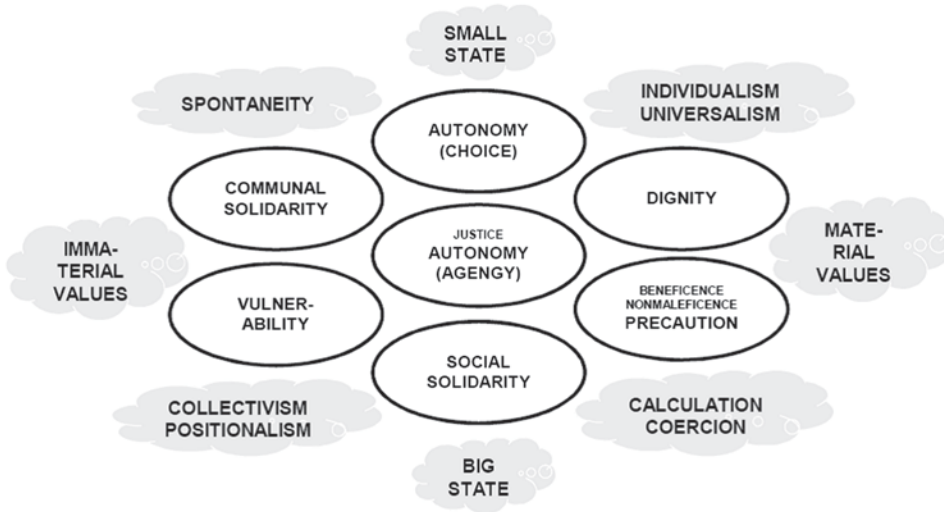 SMALL
STATE
SPONTANEITY
INDIVIDUALISM
UNIVERSALISM
AUTONOMY
(CHOICE)
COMMUNAL
SOLIDARITY
DIGNITY
JUSTICE
AUTONOMY
(AGENGY)
IMMA-
TERIAL
VALUES
MATE-
RIAL
VALUES
VULNER-
ABILITY
BENEFICENCE
NONMALEFICENCE
PRECAUTION
SOCIAL
SOLIDARITY
COLLECTIVISM
POSITIONALISM
CALCULATION
COERCION
BIG
STATE